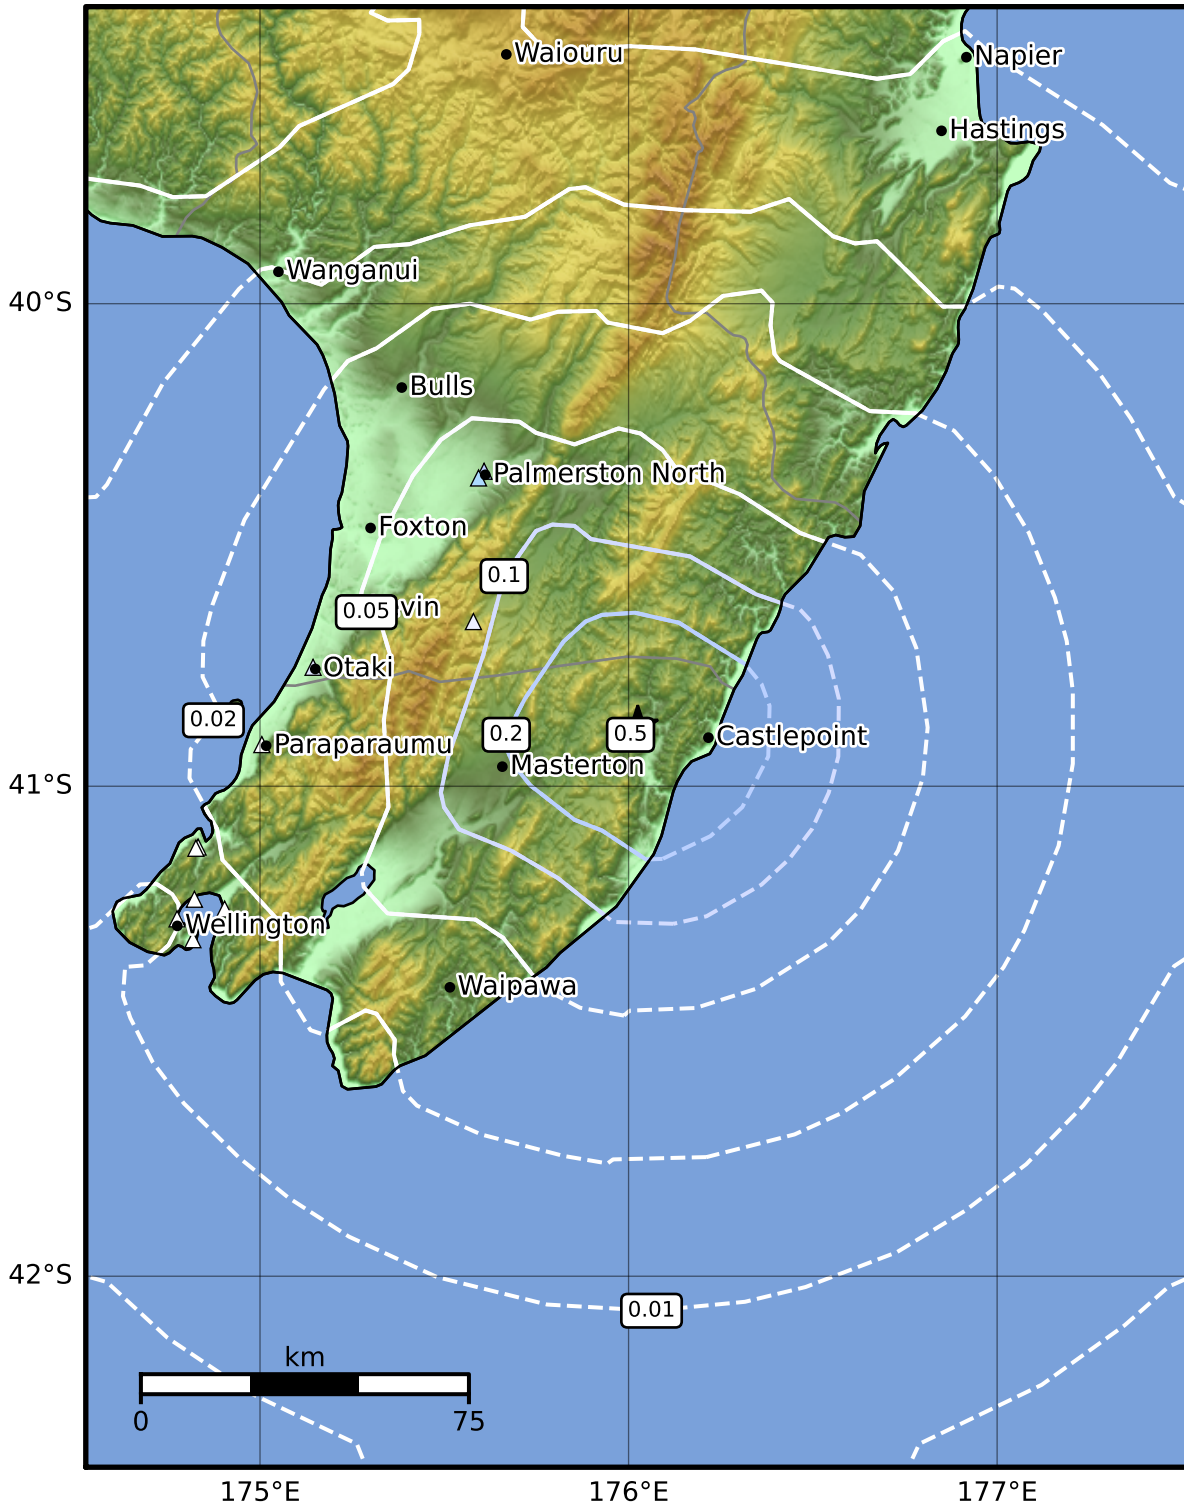 Waiouru
Napier
Hastings
Wanganui
40°S
Bulls
Palmerston North
Foxton
0.1
0.05
vin
Otaki
0.02
0.2
0.5
Paraparaumu
Castlepoint
Masterton
41°S
Wellington
Waipawa
42°S
0.01
km
0
75
175°E
176°E
177°E